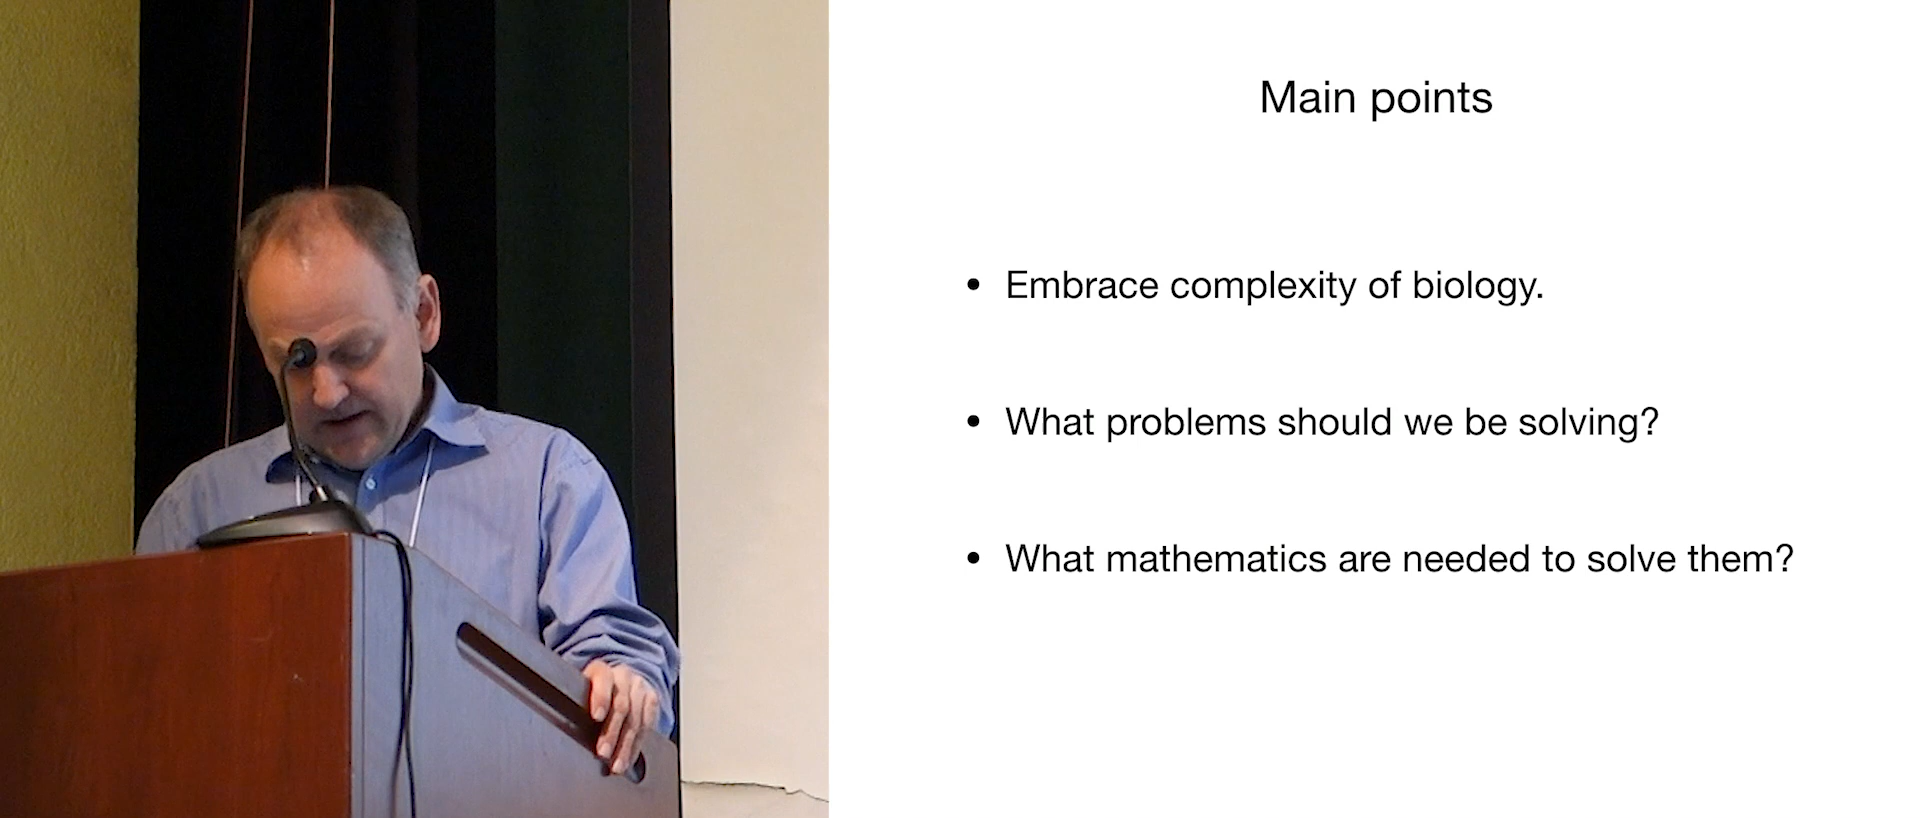 Main points
• Embrace complexity of biology.
• What problems should we be solving?
• What mathematics are needed to solve them?